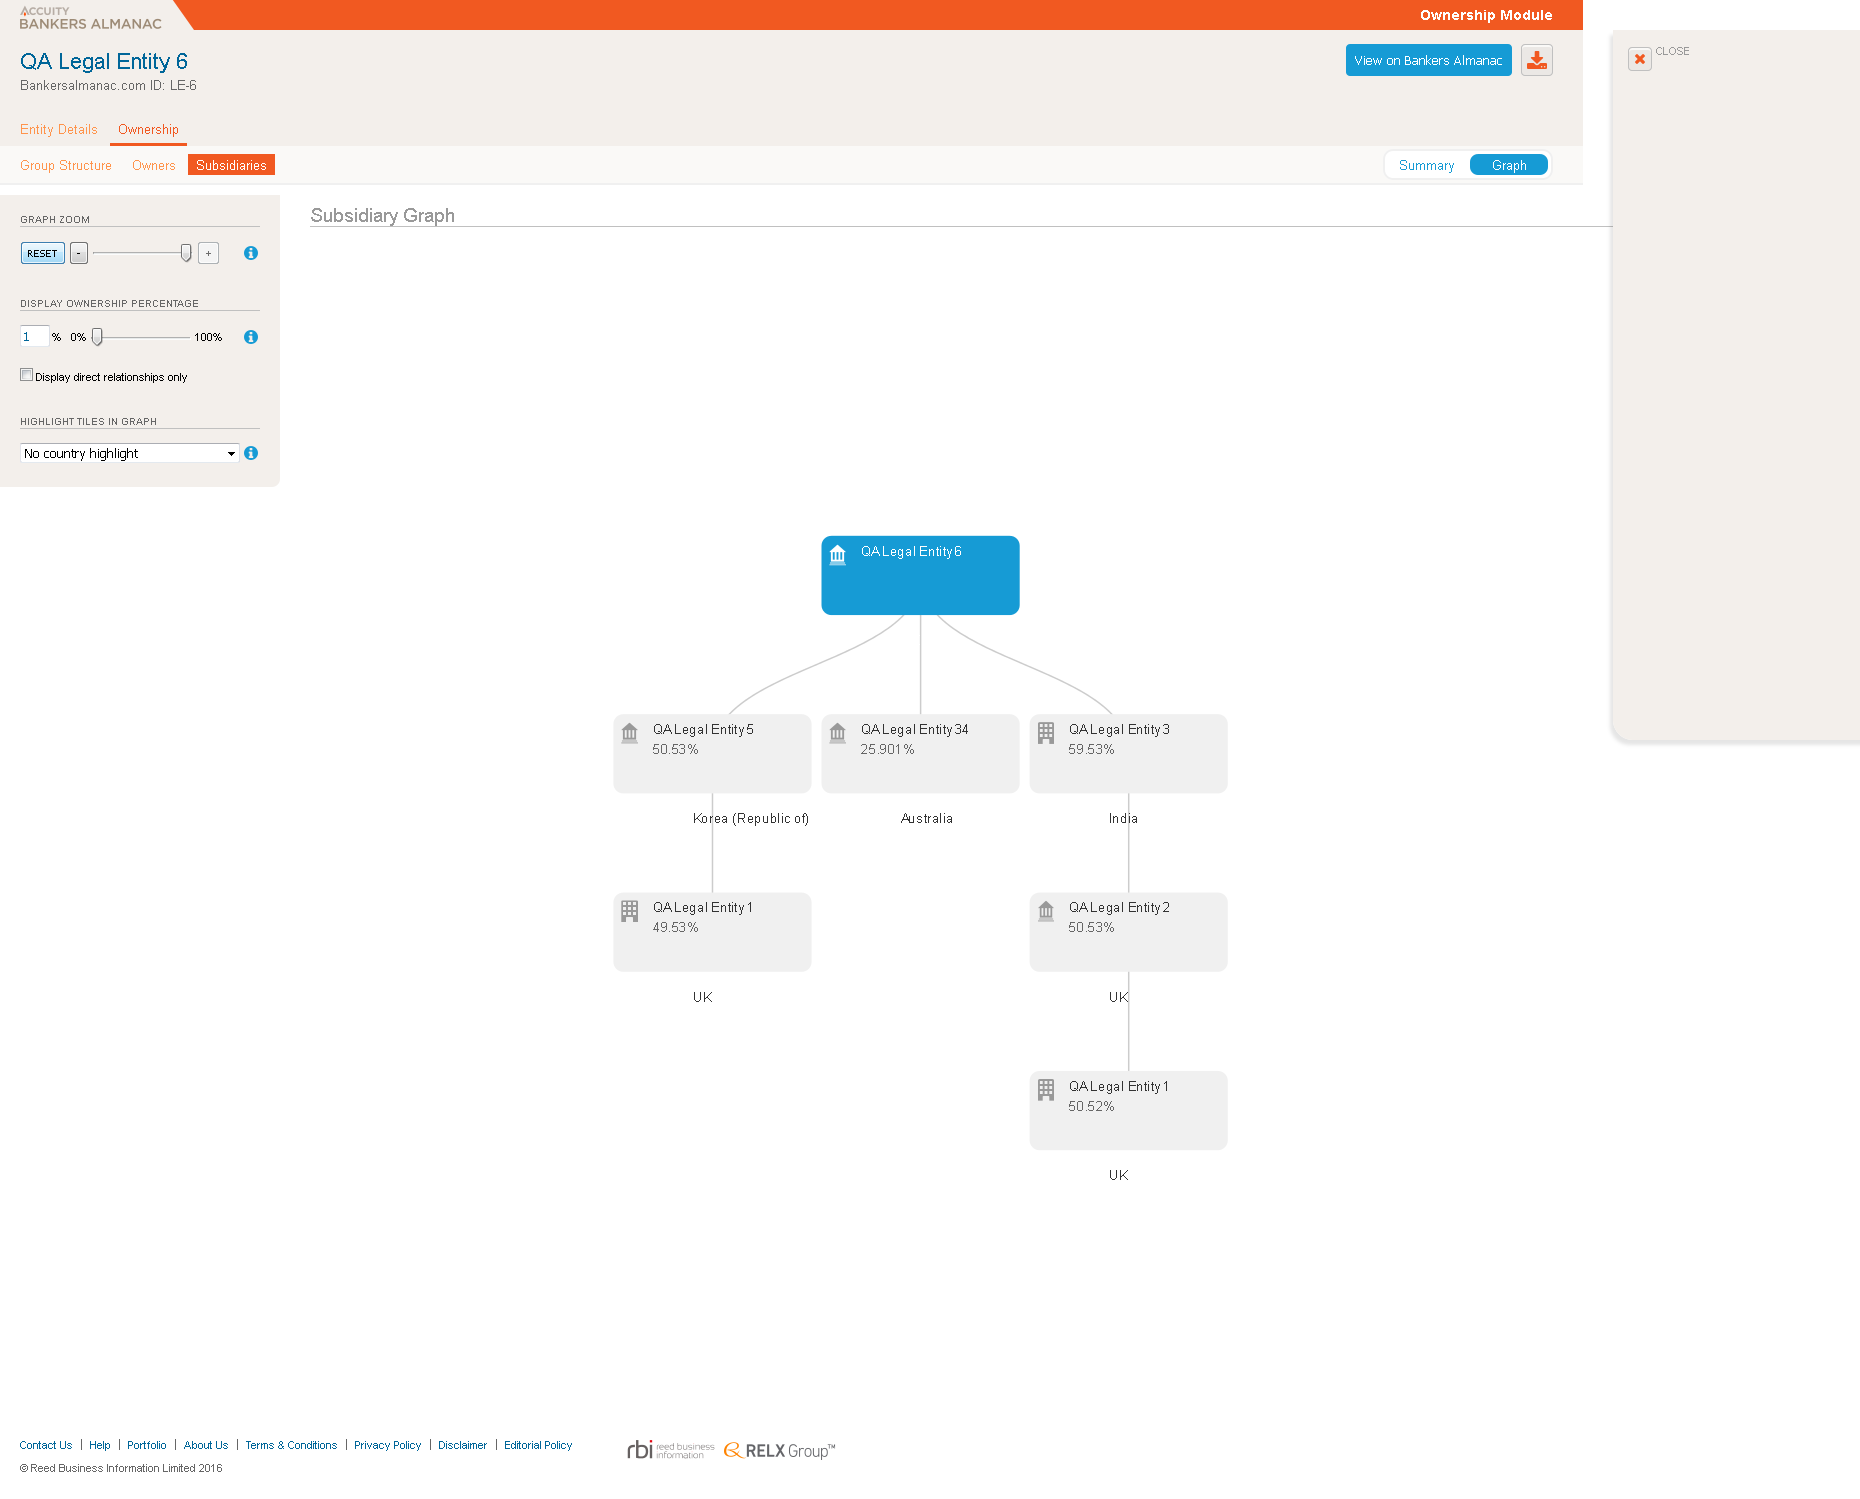 ACCUITY
BANKERS ALMANAC
Ownership Module
QA Legal Entity 6
Bankersalmanac.com ID: LE-6
View on Bankers Almanac
CLOSE
Entity Details Ownership
Group Structure Owners Subsidiaries
Summary Graph
GRAPH ZOOM
RESET - +
DISPLAY OWNERSHIP PERCENTAGE
1 % 0% 100%
Display direct relationships only
HIGHLIGHT TILES IN GRAPH
No country highlight
Subsidiary Graph
QA Legal Entity 6
QA Legal Entity 5
50.53%
Korea (Republic of)
QA Legal Entity 34
25.901%
Australia
QA Legal Entity 3
59.53%
India
QA Legal Entity 1
49.53%
UK
QA Legal Entity 2
50.53%
UK
QA Legal Entity 1
50.52%
UK
Contact Us | Help | Portfolio | About Us | Terms & Conditions | Privacy Policy | Disclaimer | Editorial Policy
© Reed Business Information Limited 2016
rbi reed business
information
RELX Group™